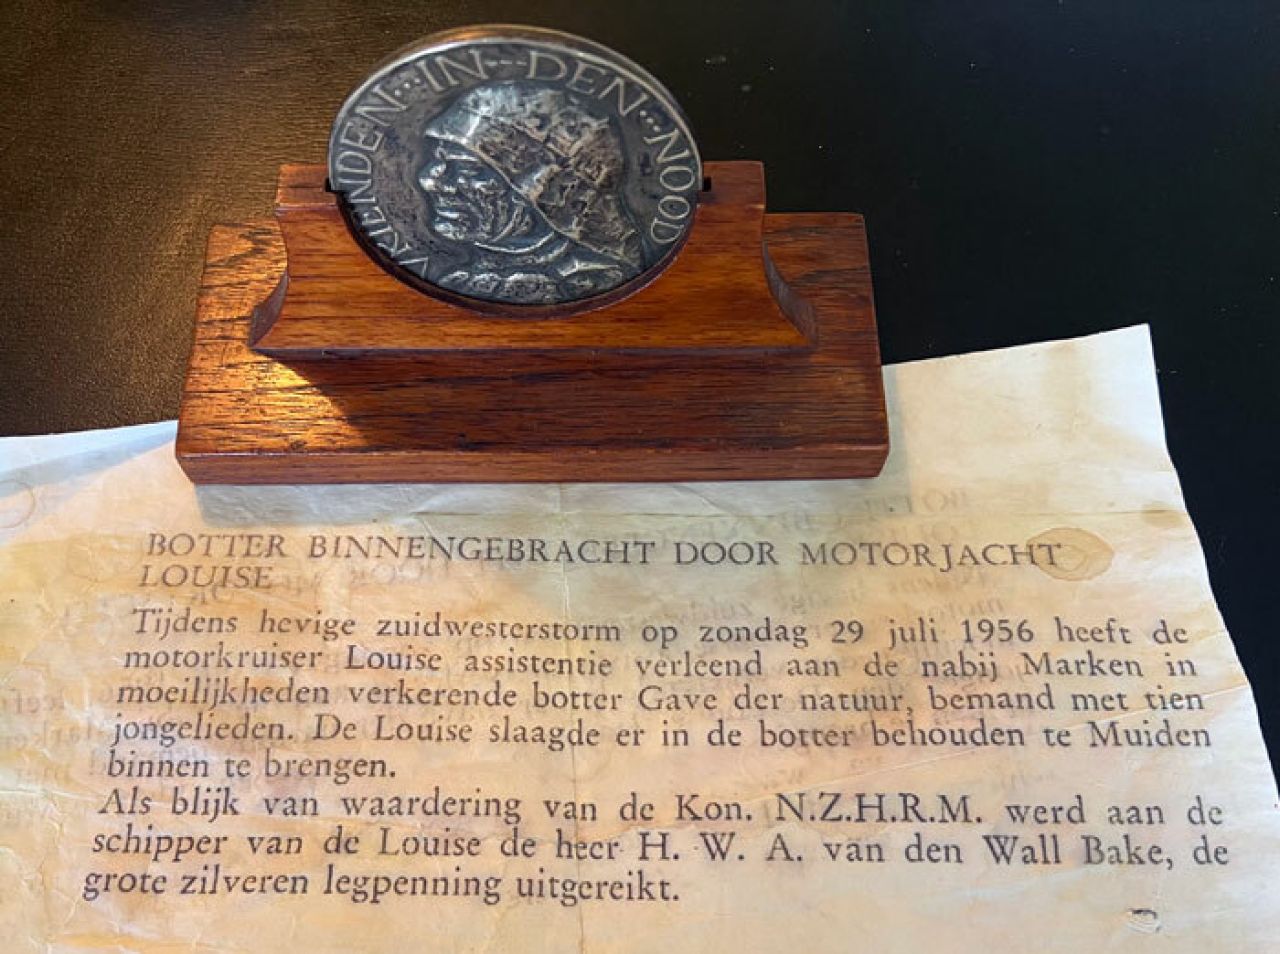 VRIENDEN···IN···DEN···NOOD
BOTTER BINNENGEBRACHT DOOR MOTORJACHT
LOUISE
Tijdens hevige zuidwesterstorm op zondag 29 juli 1956 heeft de
motorkruiser Louise assistentie verleend aan de nabij Marken in
moeilijkheden verkerende botter Gave der natuur, bemand met tien
jongelieden. De Louise slaagde er in de botter behouden te Muiden
binnen te brengen.
Als blijk van waardering van de Kon. N.Z.H.R.M. werd aan de
schipper van de Louise de heer H. W. A. van den Wall Bake, de
grote zilveren legpenning uitgereikt.